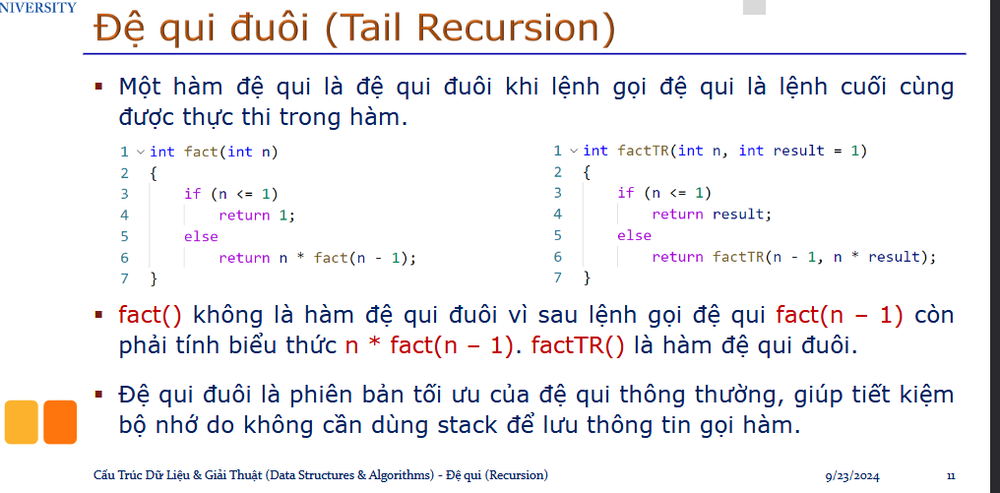 NIVERSITY
Đệ qui đuôi (Tail Recursion)
▪ Một hàm đệ qui là đệ qui đuôi khi lệnh gọi đệ qui là lệnh cuối cùng
được thực thi trong hàm.
1 int fact(int n)
2 {
3 if (n <= 1)
4 return 1;
5 else
6 return n * fact(n - 1);
7 }
1 int factTR(int n, int result = 1)
2 {
3 if (n <= 1)
4 return result;
5 else
6 return factTR(n - 1, n * result);
7 }
▪ fact() không là hàm đệ qui đuôi vì sau lệnh gọi đệ qui fact(n – 1) còn
phải tính biểu thức n * fact(n – 1). factTR() là hàm đệ qui đuôi.
▪ Đệ qui đuôi là phiên bản tối ưu của đệ qui thông thường, giúp tiết kiệm
bộ nhớ do không cần dùng stack để lưu thông tin gọi hàm.
Cấu Trúc Dữ Liệu & Giải Thuật (Data Structures & Algorithms) - Đệ qui (Recursion)
9/23/2024
11